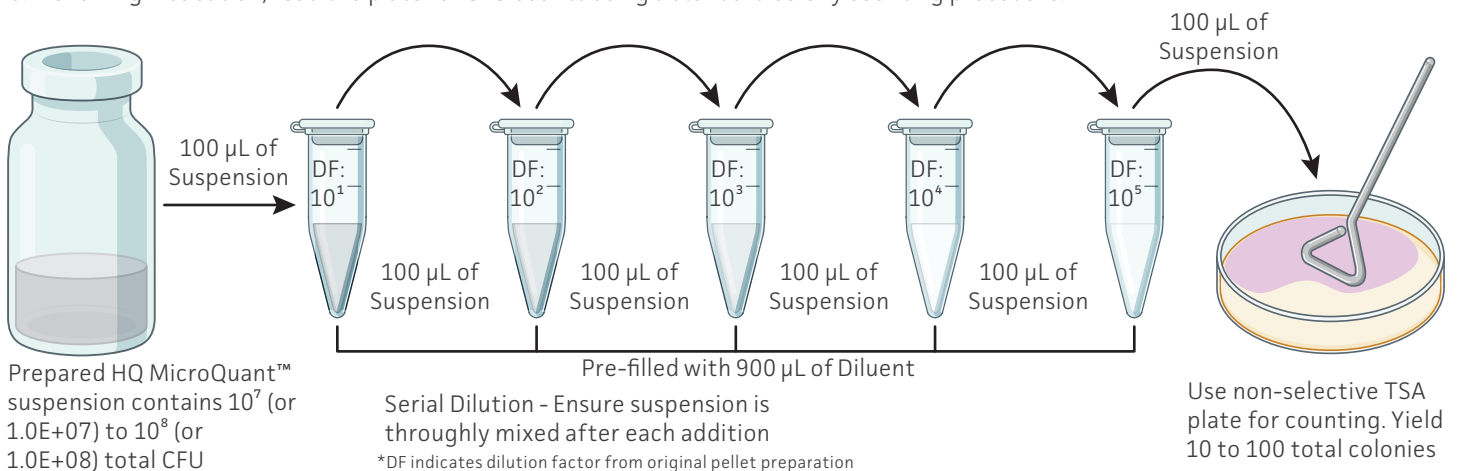 100 µL of
Suspension
100 µL of
Suspension
DF:
10¹
DF:
10²
DF:
10³
DF:
10⁴
DF:
10⁵
100 µL of
Suspension
100 µL of
Suspension
100 µL of
Suspension
100 µL of
Suspension
Pre-filled with 900 µL of Diluent
Prepared HQ MicroQuant™
suspension contains 10⁷ (or
1.0E+07) to 10⁸ (or
1.0E+08) total CFU
Serial Dilution - Ensure suspension is
throughly mixed after each addition
*DF indicates dilution factor from original pellet preparation
Use non-selective TSA
plate for counting. Yield
10 to 100 total colonies